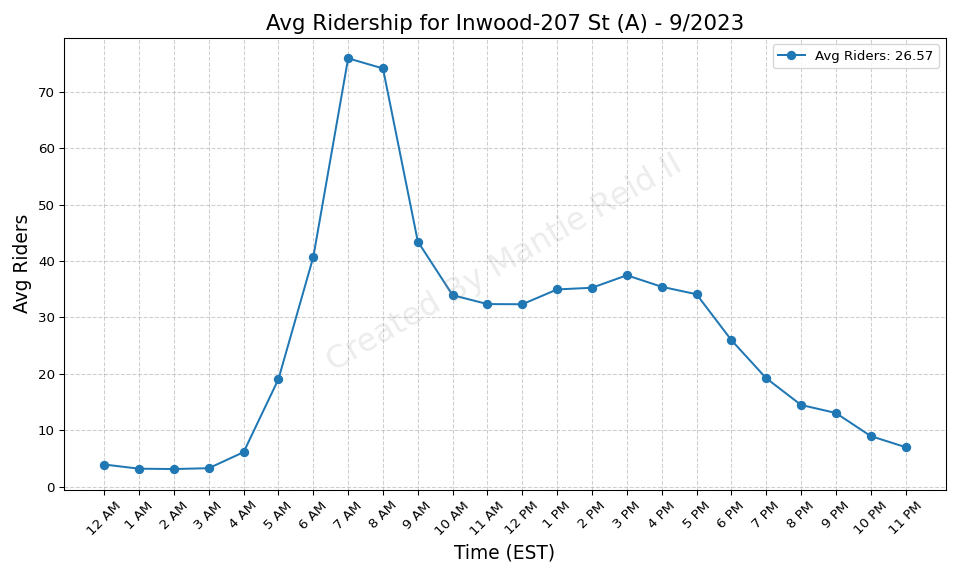 Avg Ridership for Inwood-207 St (A) - 9/2023
Avg Riders: 26.57
Avg Riders
70
60
50
40
30
20
10
0
Created By Mantie Reid II
12 AM
1 AM
2 AM
3 AM
4 AM
5 AM
6 AM
7 AM
8 AM
9 AM
10 AM
11 AM
12 PM
1 PM
2 PM
3 PM
4 PM
5 PM
6 PM
7 PM
8 PM
9 PM
10 PM
11 PM
Time (EST)